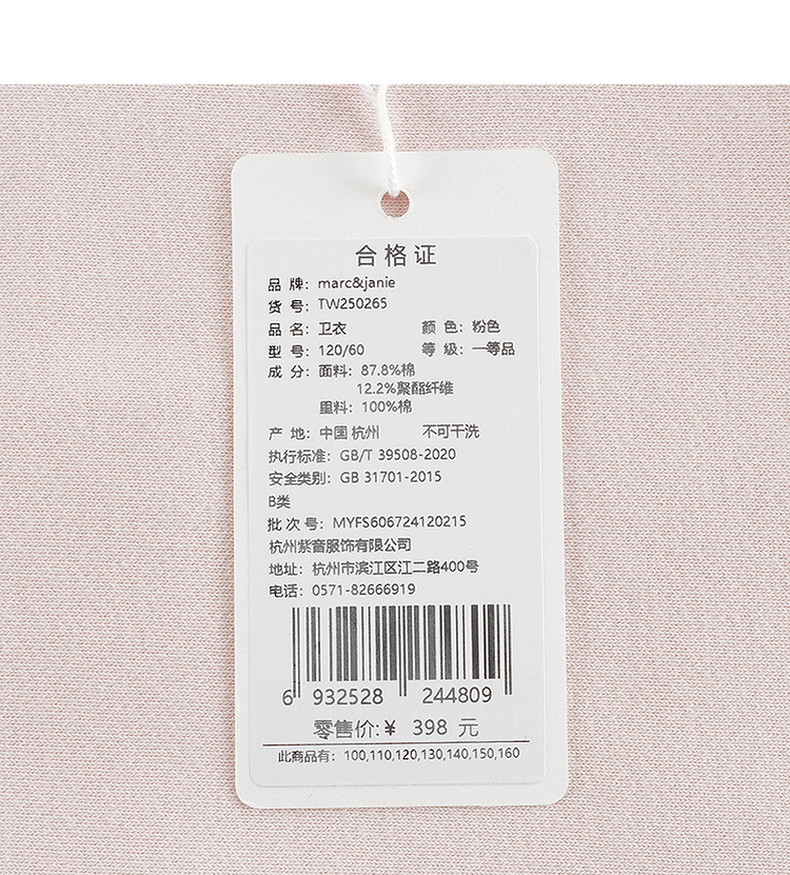 合格证
品 牌：marc&janie
货 号：TW250265
品 名：卫衣 颜 色：粉色
型 号：120/60 等 级：一等品
成 分：面料：87.8%棉
12.2%聚酯纤维
里料：100%棉
产 地：中国 杭州 不可干洗
执行标准：GB/T 39508-2020
安全类别：GB 31701-2015
B类
批 次 号：MYFS606724120215
杭州紫音服饰有限公司
地址：杭州市滨江区江二路400号
电话：0571-82666919
6 932528 244809
零售价:¥ 398 元
此商品有：100,110,120,130,140,150,160